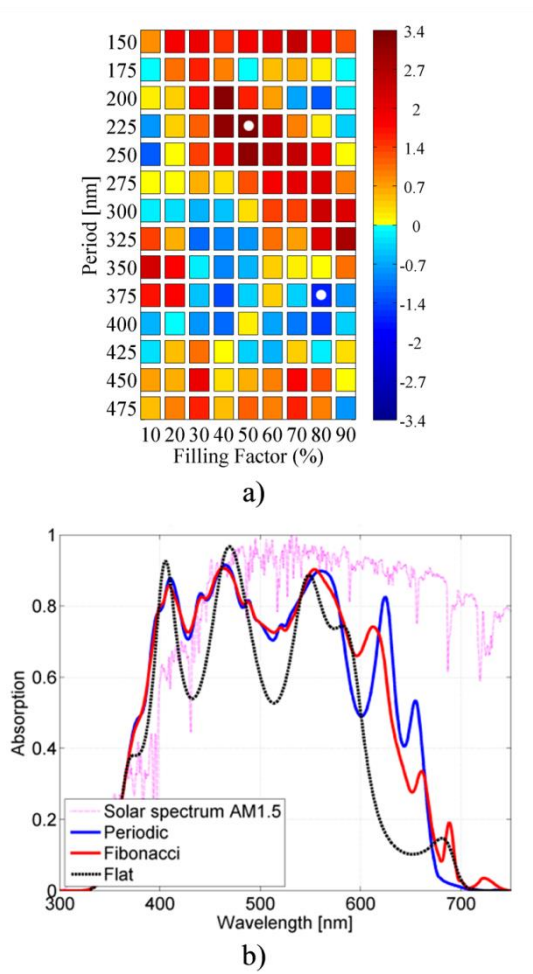 150
175
200
225
250
275
300
325
350
375
400
425
450
475
Period [nm]
10 20 30 40 50 60 70 80 90
Filling Factor (%)
3.4
2.7
2
1.4
0.7
0
-0.7
-1.4
-2
-2.7
-3.4
a)
1
0.8
0.6
0.4
0.2
0
Absorption
Solar spectrum AM1.5
Periodic
Fibonacci
Flat
300 400 500 600 700
Wavelength [nm]
b)